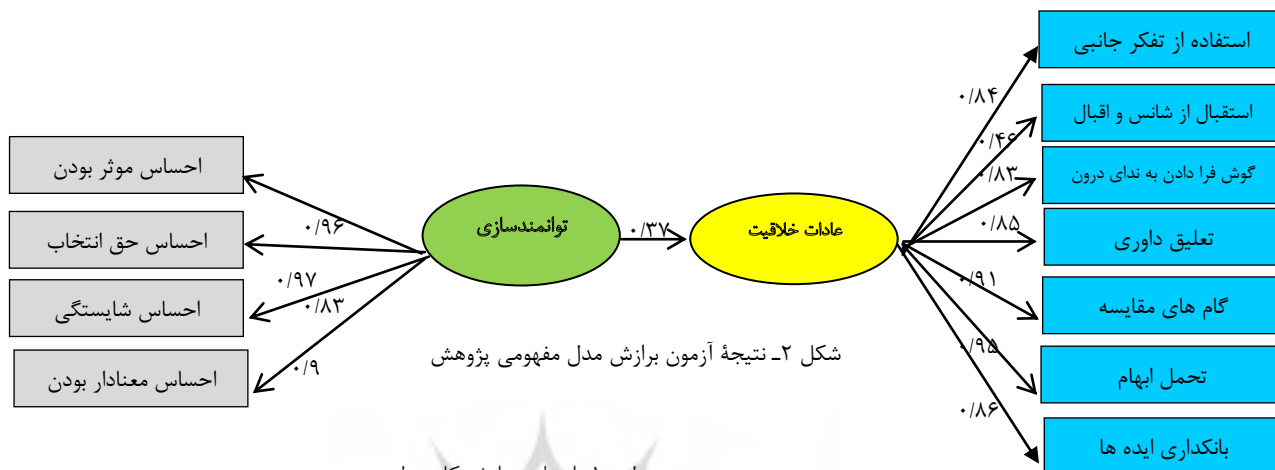 استفاده از تفکر جانبی
۰/۸۴
استقبال از شانس و اقبال
۰/۴۶
گوش فرا دادن به ندای درون
۰/۸۳
تعلیق داوری
۰/۸۵
گام های مقایسه
۰/۹۱
تحمل ابهام
۰/۹۵
بانکداری ایده ها
۰/۸۶
عادات خلاقیت
۰/۳۷
توانمندسازی
احساس موثر بودن
۰/۹۶
احساس حق انتخاب
۰/۹۷
احساس شایستگی
۰/۸۳
احساس معنادار بودن
۰/۹
شکل ۲ـ نتیجهٔ آزمون برازش مدل مفهومی پژوهش